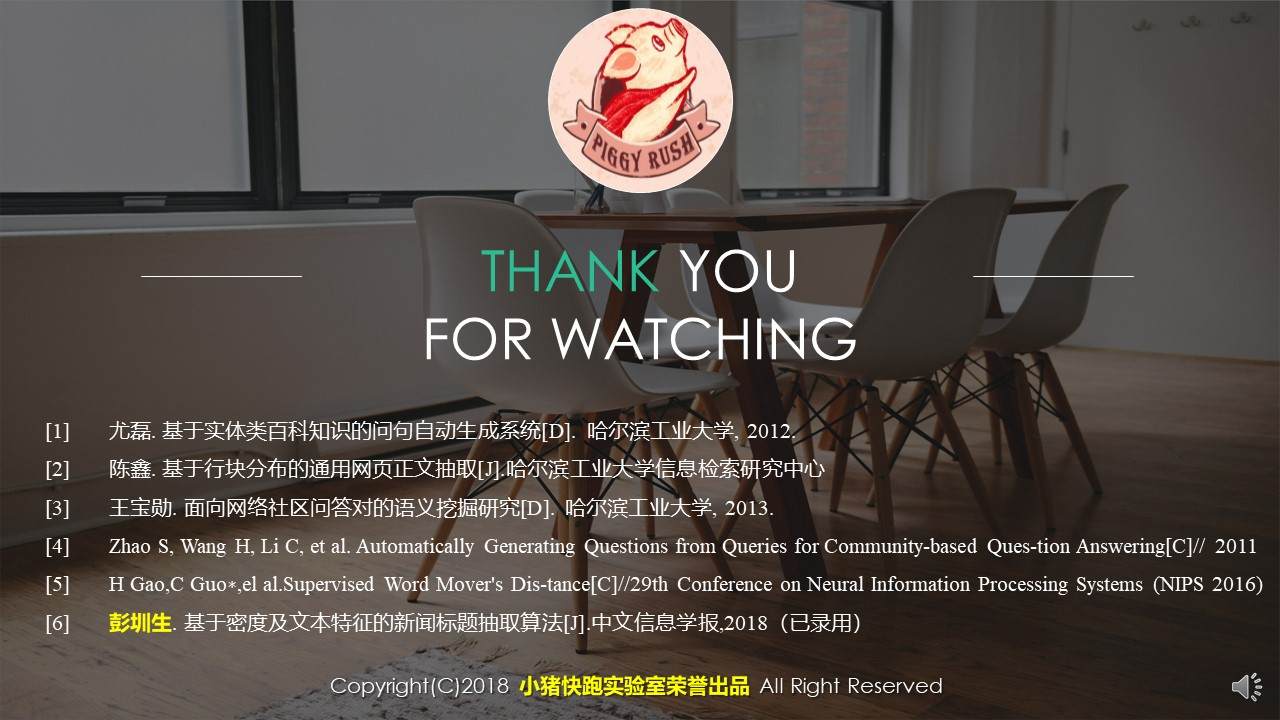 PIGGY RUSH
THANK YOU
FOR WATCHING
[1] 尤磊. 基于实体类百科知识的问句自动生成系统[D]. 哈尔滨工业大学, 2012.
[2] 陈鑫. 基于行块分布的通用网页正文抽取[J].哈尔滨工业大学信息检索研究中心
[3] 王宝勋. 面向网络社区问答对的语义挖掘研究[D]. 哈尔滨工业大学, 2013.
[4] Zhao S, Wang H, Li C, et al. Automatically Generating Questions from Queries for Community-based Ques-tion Answering[C]// 2011
[5] H Gao,C Guo*,el al.Supervised Word Mover's Dis-tance[C]//29th Conference on Neural Information Processing Systems (NIPS 2016)
[6] 彭圳生. 基于密度及文本特征的新闻标题抽取算法[J].中文信息学报,2018（已录用）
Copyright(C)2018 小猪快跑实验室荣誉出品 All Right Reserved